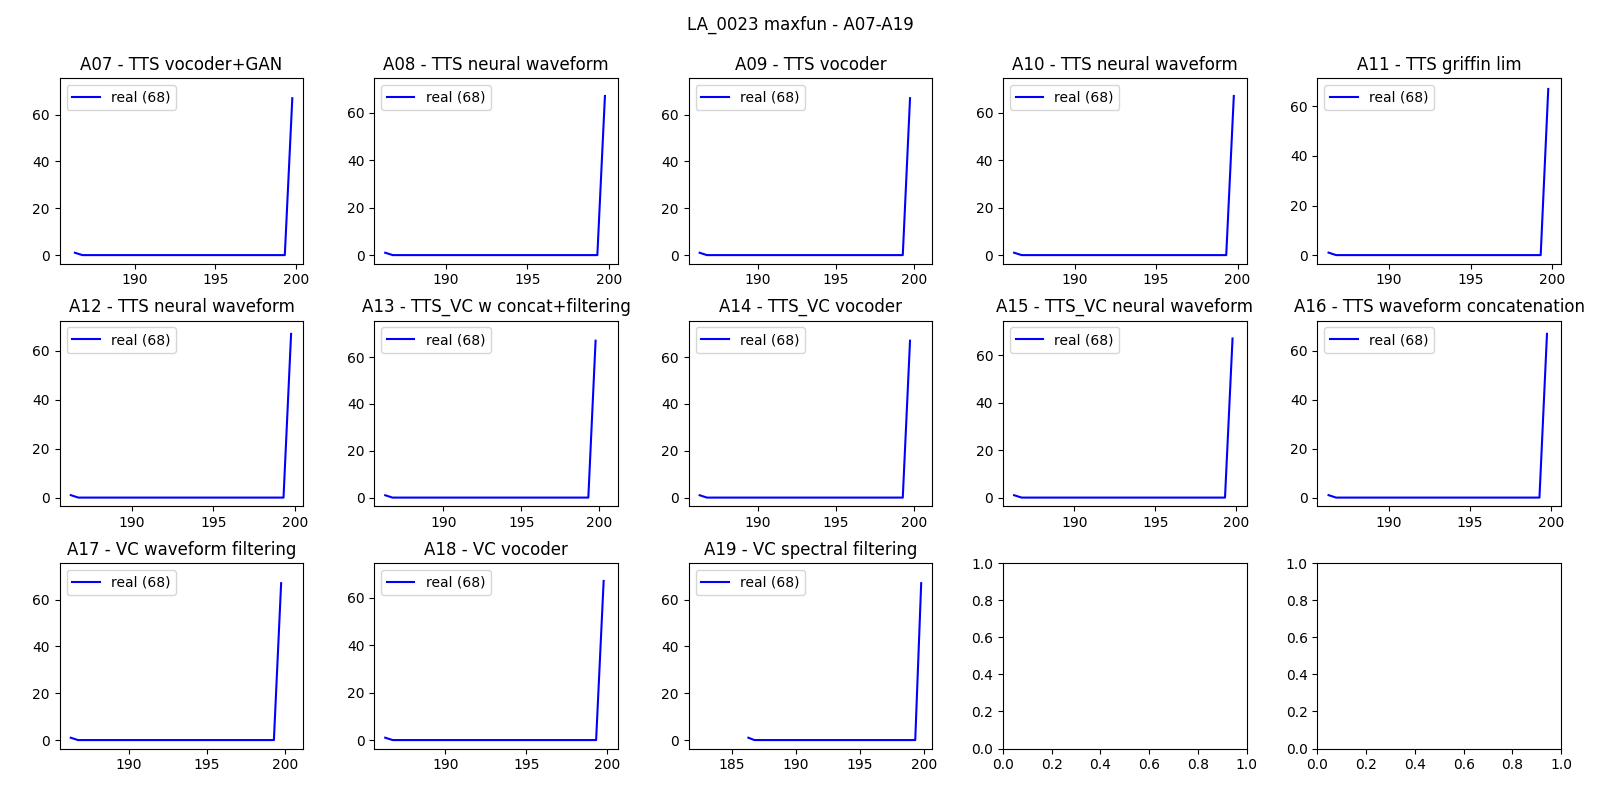 LA_0023 maxfun - A07-A19
A07 - TTS vocoder+GAN
real (68)
60
40
20
0
190 195 200
A08 - TTS neural waveform
real (68)
60
40
20
0
190 195 200
A09 - TTS vocoder
real (68)
60
40
20
0
190 195 200
A10 - TTS neural waveform
real (68)
60
40
20
0
190 195 200
A11 - TTS griffin lim
real (68)
60
40
20
0
190 195 200
A12 - TTS neural waveform
real (68)
60
40
20
0
190 195 200
A13 - TTS_VC w concat+filtering
real (68)
60
40
20
0
190 195 200
A14 - TTS_VC vocoder
real (68)
60
40
20
0
190 195 200
A15 - TTS_VC neural waveform
real (68)
60
40
20
0
190 195 200
A16 - TTS waveform concatenation
real (68)
60
40
20
0
190 195 200
A17 - VC waveform filtering
real (68)
60
40
20
0
190 195 200
A18 - VC vocoder
real (68)
60
40
20
0
190 195 200
A19 - VC spectral filtering
real (68)
60
40
20
0
185 190 195 200
1.0
0.8
0.6
0.4
0.2
0.0
0.0 0.2 0.4 0.6 0.8 1.0
1.0
0.8
0.6
0.4
0.2
0.0
0.0 0.2 0.4 0.6 0.8 1.0